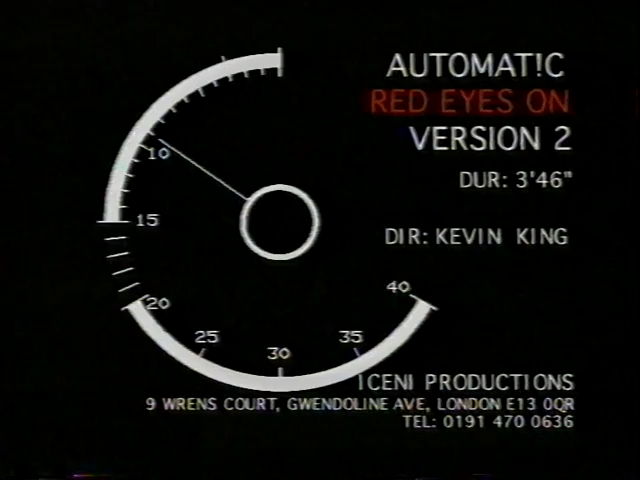 AUTOMAT!C
RED EYES ON
VERSION 2
DUR: 3'46"
DIR: KEVIN KING
10
15
20
25
30
35
40
ICENI PRODUCTIONS
9 WRENS COURT, GWENDOLINE AVE, LONDON E13 0QR
TEL: 0191 470 0636